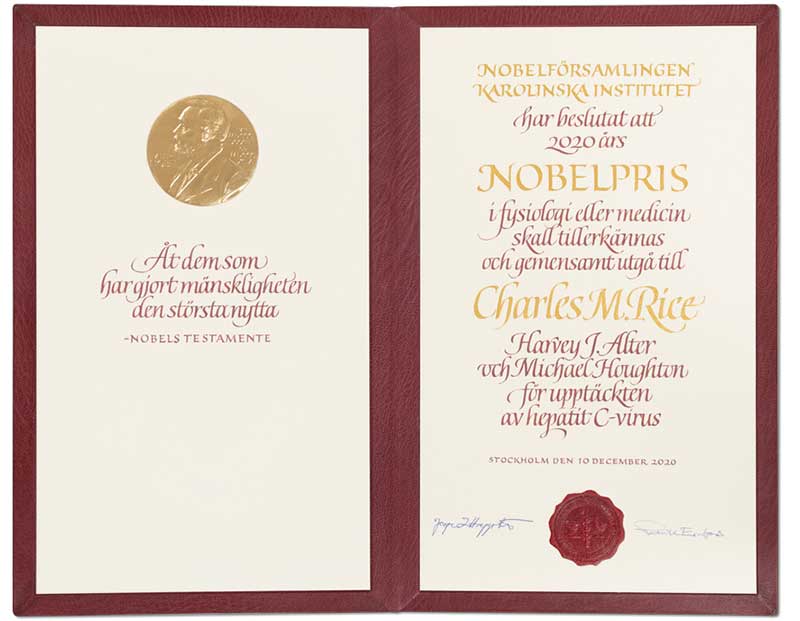 Åt dem som
har gjort mänskligheten
den största nytta
-NOBELS TESTAMENTE
NOBELFÖRSAMLINGEN
KAROLINSKA INSTITUTET
har beslutat att
2020 års
NOBELPRIS
i fysiologi eller medicin
skall tillerkännas
och gemensamt utgå till
Charles M. Rice
Harvey J. Alter
och Michael Houghton
för upptäckten
av hepatit C-virus
STOCKHOLM DEN 10 DECEMBER 2020